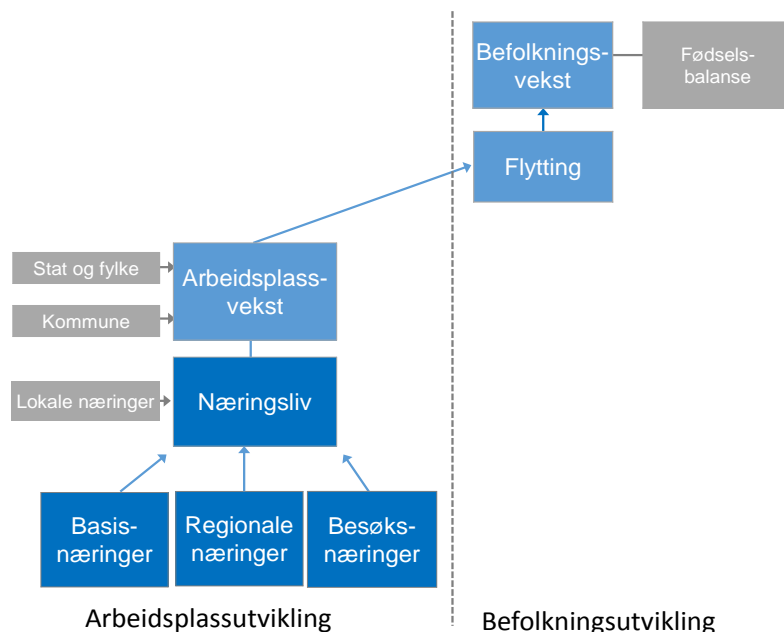 Befolknings-
vekst
Fødsels-
balanse
Flytting
Stat og fylke
Arbeidsplass-
vekst
Kommune
Lokale næringer
Næringsliv
Basis-
næringer
Regionale
næringer
Besøks-
næringer
Arbeidsplassutvikling
Befolkningsutvikling